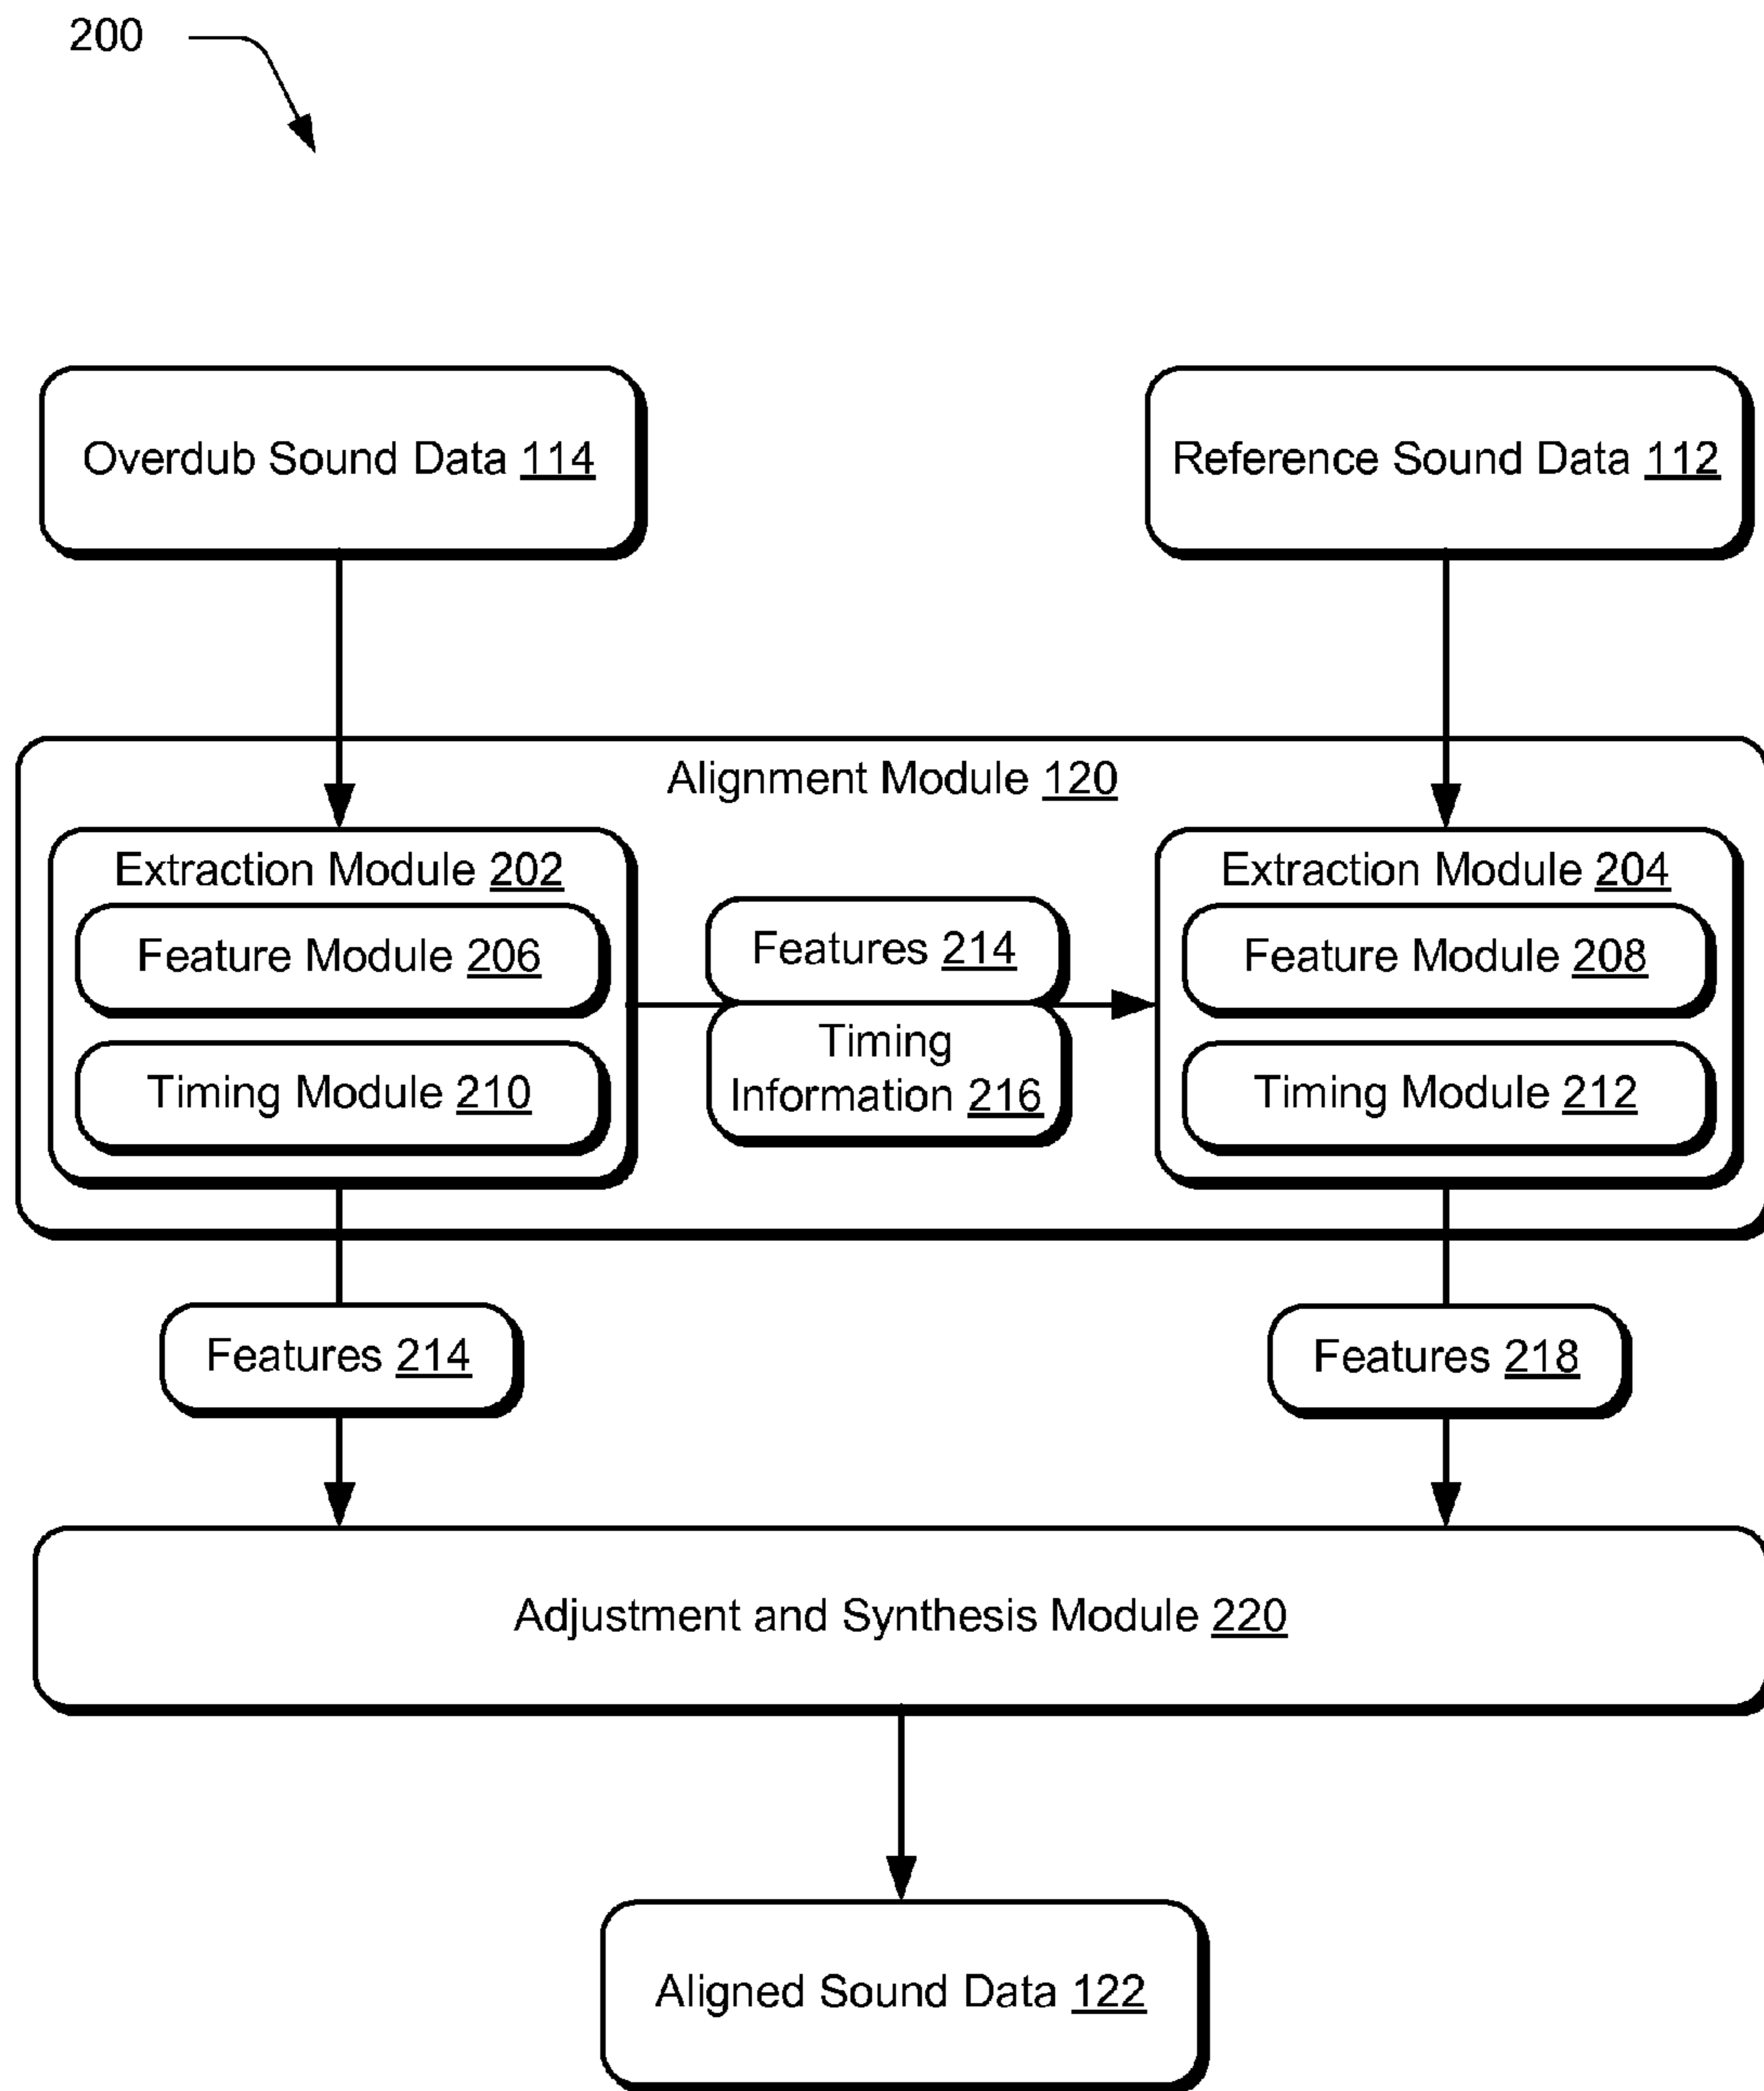 200
Overdub Sound Data 114
Reference Sound Data 112
Alignment Module 120
Extraction Module 202
Feature Module 206
Timing Module 210
Features 214
Timing
Information 216
Extraction Module 204
Feature Module 208
Timing Module 212
Features 214
Features 218
Adjustment and Synthesis Module 220
Aligned Sound Data 122